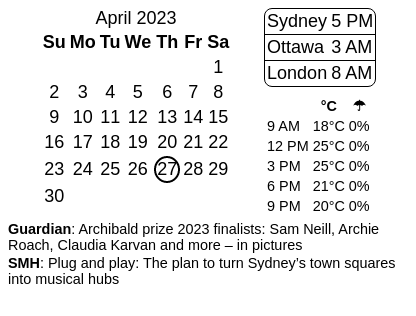 April 2023
Su Mo Tu We Th Fr Sa
1
2 3 4 5 6 7 8
9 10 11 12 13 14 15
16 17 18 19 20 21 22
23 24 25 26 27 28 29
30
Sydney 5 PM
Ottawa 3 AM
London 8 AM
°C ☂
9 AM 18°C 0%
12 PM 25°C 0%
3 PM 25°C 0%
6 PM 21°C 0%
9 PM 20°C 0%
Guardian: Archibald prize 2023 finalists: Sam Neill, Archie
Roach, Claudia Karvan and more – in pictures
SMH: Plug and play: The plan to turn Sydney’s town squares
into musical hubs